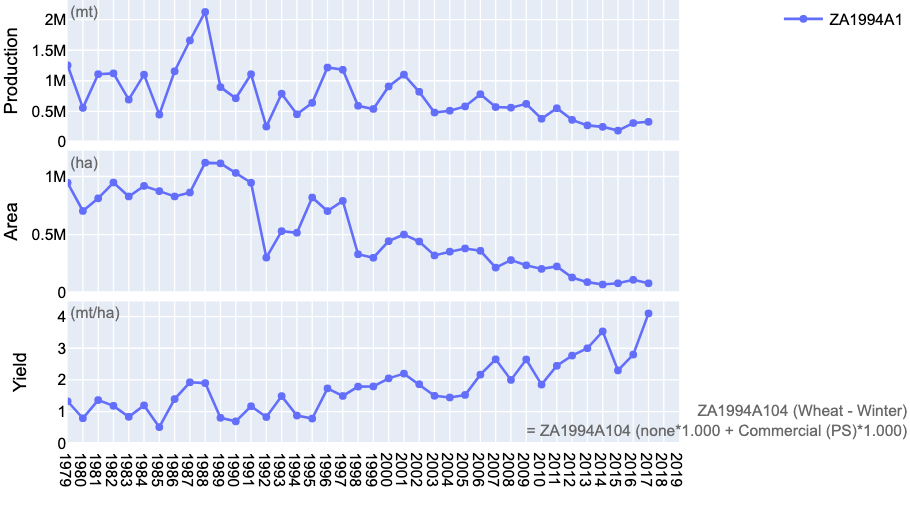 (mt)
ZA1994A1
2M
1.5M
1M
0.5M
0
Production
(ha)
1M
0.5M
0
Area
(mt/ha)
4
3
2
1
0
Yield
ZA1994A104 (Wheat - Winter)
= ZA1994A104 (none*1.000 + Commercial (PS)*1.000)
1979 1980 1981 1982 1983 1984 1985 1986 1987 1988 1989 1990 1991 1992 1993 1994 1995 1996 1997 1998 1999 2000 2001 2002 2003 2004 2005 2006 2007 2008 2009 2010 2011 2012 2013 2014 2015 2016 2017 2018 2019